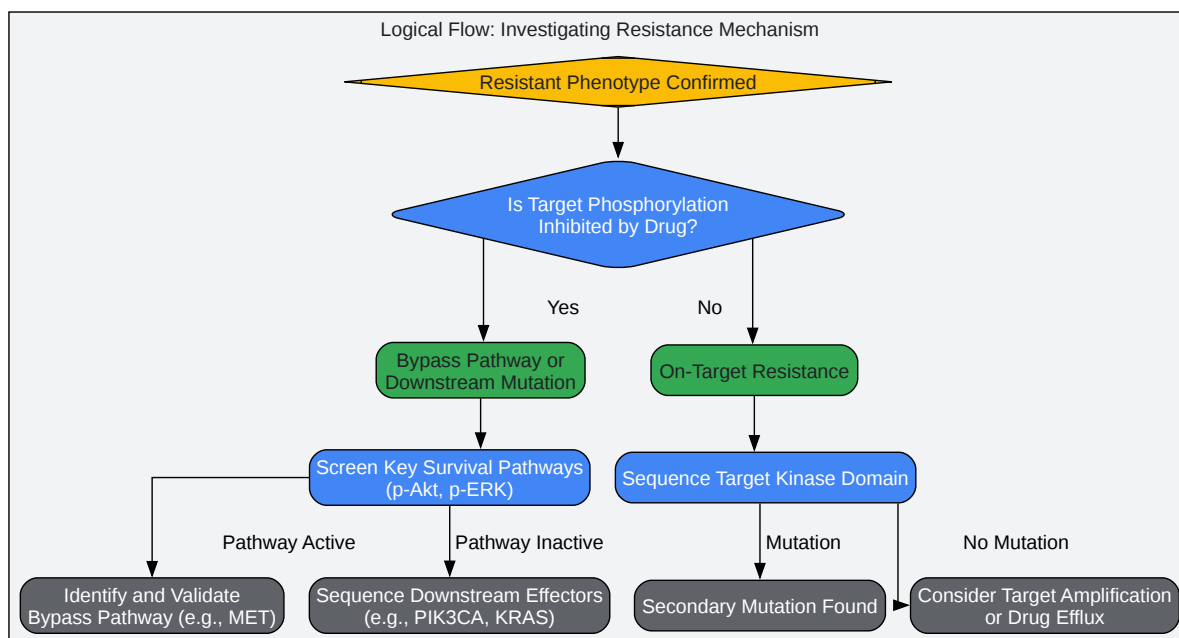 Logical Flow: Investigating Resistance Mechanism
Resistant Phenotype Confirmed
Is Target Phosphorylation
Inhibited by Drug?
Yes
No
Bypass Pathway or
Downstream Mutation
On-Target Resistance
Screen Key Survival Pathways
(p-Akt, p-ERK)
Sequence Target Kinase Domain
Pathway Active
Pathway Inactive
Mutation
No Mutation
Identify and Validate
Bypass Pathway (e.g., MET)
Sequence Downstream Effectors
(e.g., PIK3CA, KRAS)
Secondary Mutation Found
Consider Target Amplification
or Drug Efflux